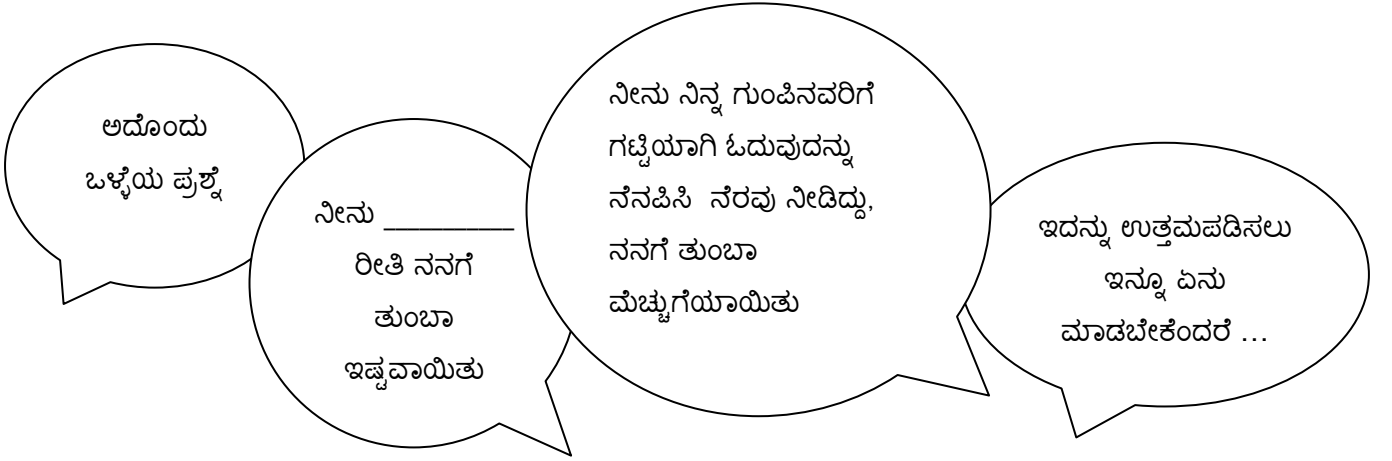 ಅದೊಂದು
ಒಳ್ಳೆಯ ಪ್ರಶ್ನೆ
ನೀನು __________
ರೀತಿ ನನಗೆ
ತುಂಬಾ
ಇಷ್ಟವಾಯಿತು
ನೀನು ನಿನ್ನ ಗುಂಪಿನವರಿಗೆ
ಗಟ್ಟಿಯಾಗಿ ಓದುವುದನ್ನು
ನೆನಪಿಸಿ ನೆರವು ನೀಡಿದ್ದು,
ನನಗೆ ತುಂಬಾ
ಮೆಚ್ಚುಗೆಯಾಯಿತು
ಇದನ್ನು ಉತ್ತಮಪಡಿಸಲು
ಇನ್ನೂ ಏನು
ಮಾಡಬೇಕೆಂದರೆ ...